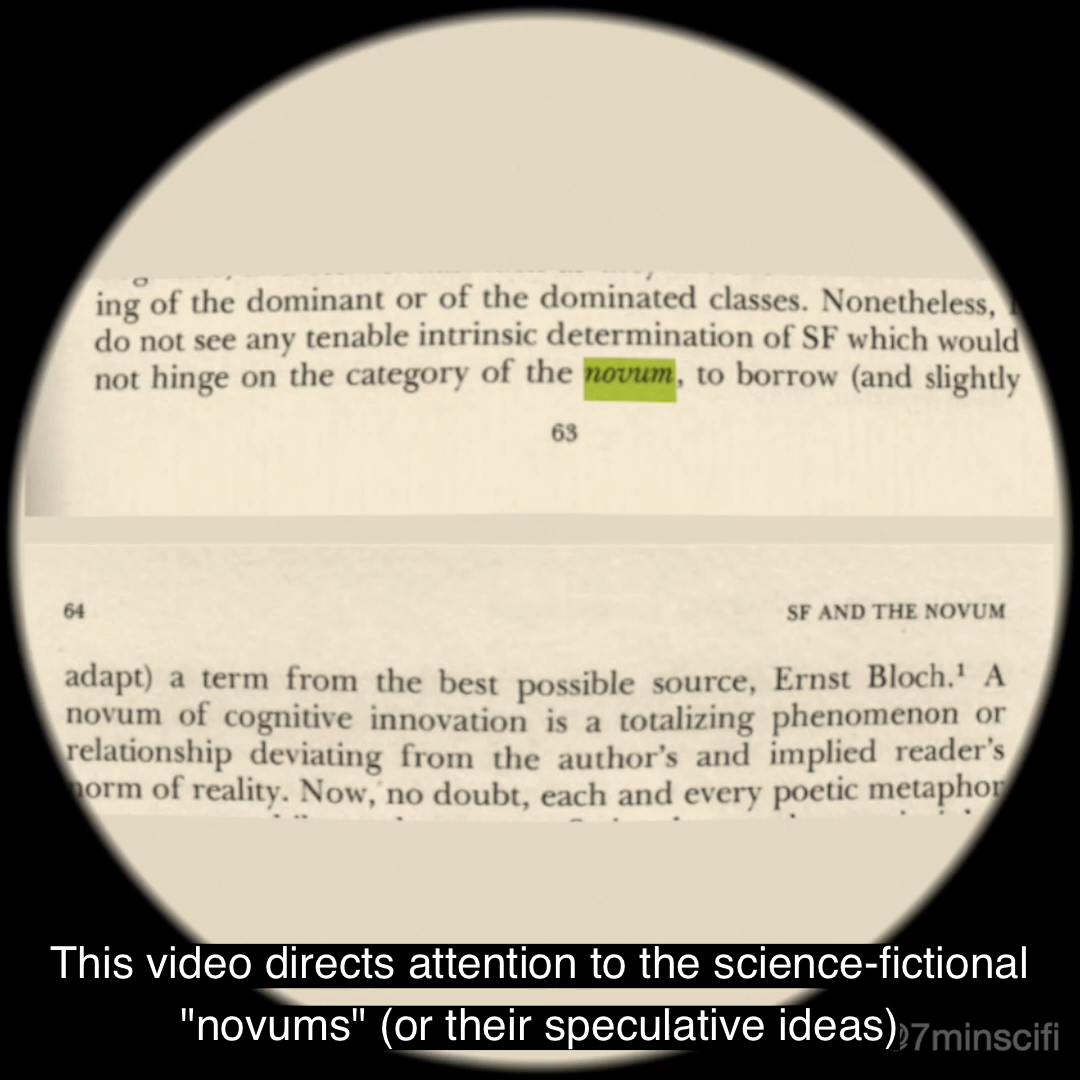 ing of the dominant or of the dominated classes. Nonetheless,
do not see any tenable intrinsic determination of SF which would
not hinge on the category of the novum, to borrow (and slightly
63
64 SF AND THE NOVUM
adapt) a term from the best possible source, Ernst Bloch.¹ A
novum of cognitive innovation is a totalizing phenomenon or
relationship deviating from the author's and implied reader's
norm of reality. Now, no doubt, each and every poetic metaphor
This video directs attention to the science-fictional
"novums" (or their speculative ideas)
@7minscifi